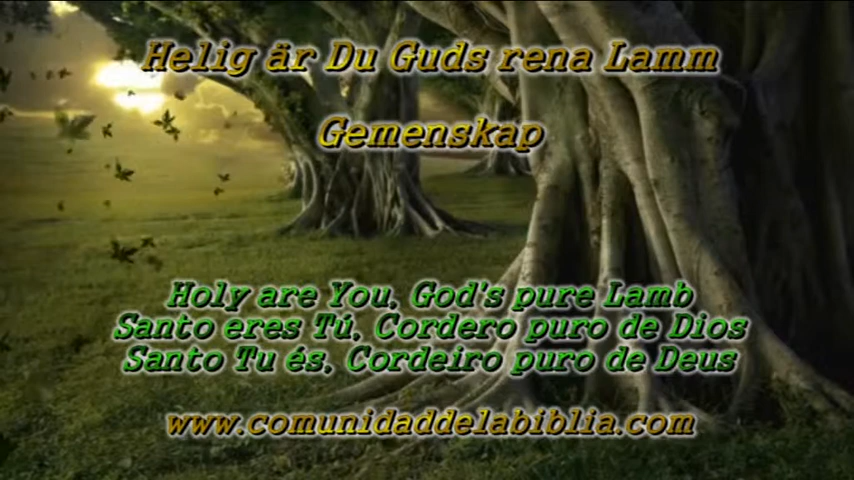 Helig är Du Guds rena Lamm
Gemenskap
Holy are You, God's pure Lamb
Santo eres Tú, Cordero puro de Dios
Santo Tu és, Cordeiro puro de Deus
www.comunidaddelabiblia.com